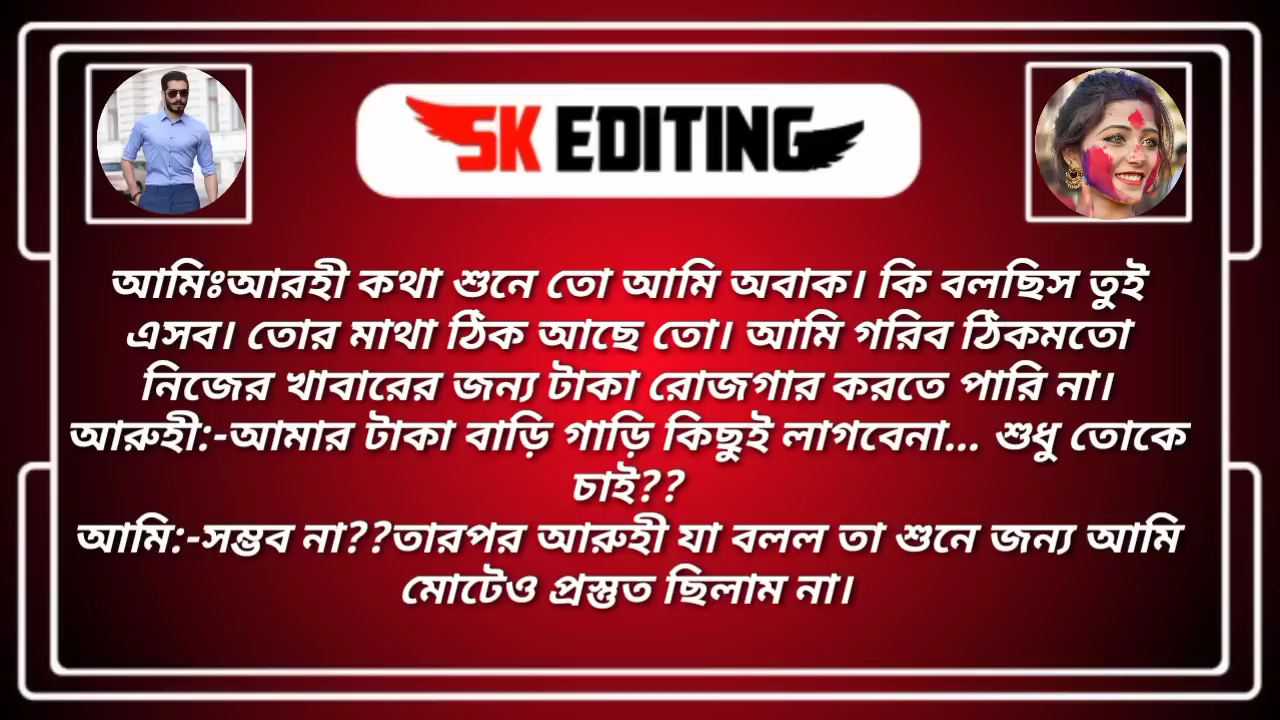 SK EDITING
আমিঃআরহী কথা শুনে তো আমি অবাক। কি বলছিস তুই
এসব। তোর মাথা ঠিক আছে তো। আমি গরিব ঠিকমতো
নিজের খাবারের জন্য টাকা রোজগার করতে পারি না।
আরুহী:-আমার টাকা বাড়ি গাড়ি কিছুই লাগবেনা... শুধু তোকে
চাই??
আমি:-সম্ভব না??তারপর আরুহী যা বলল তা শুনে জন্য আমি
মোটেও প্রস্তুত ছিলাম না।